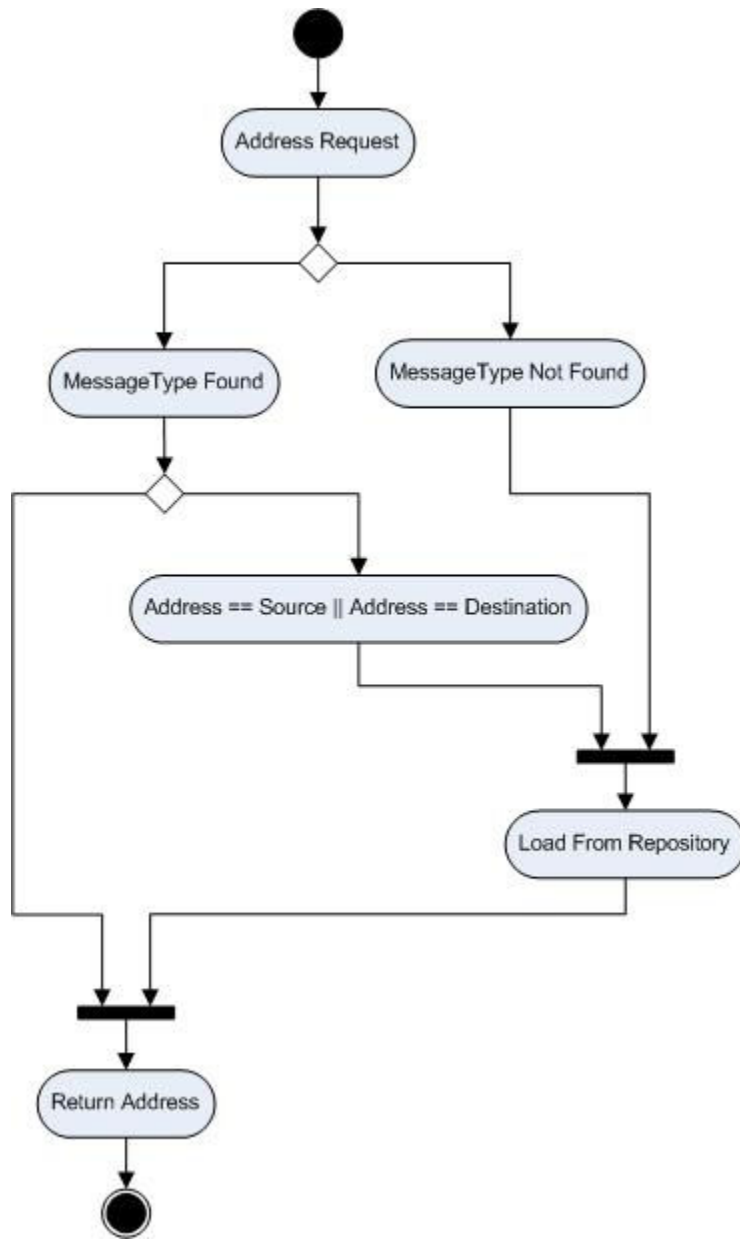 Address Request
MessageType Found
MessageType Not Found
Address == Source || Address == Destination
Load From Repository
Return Address